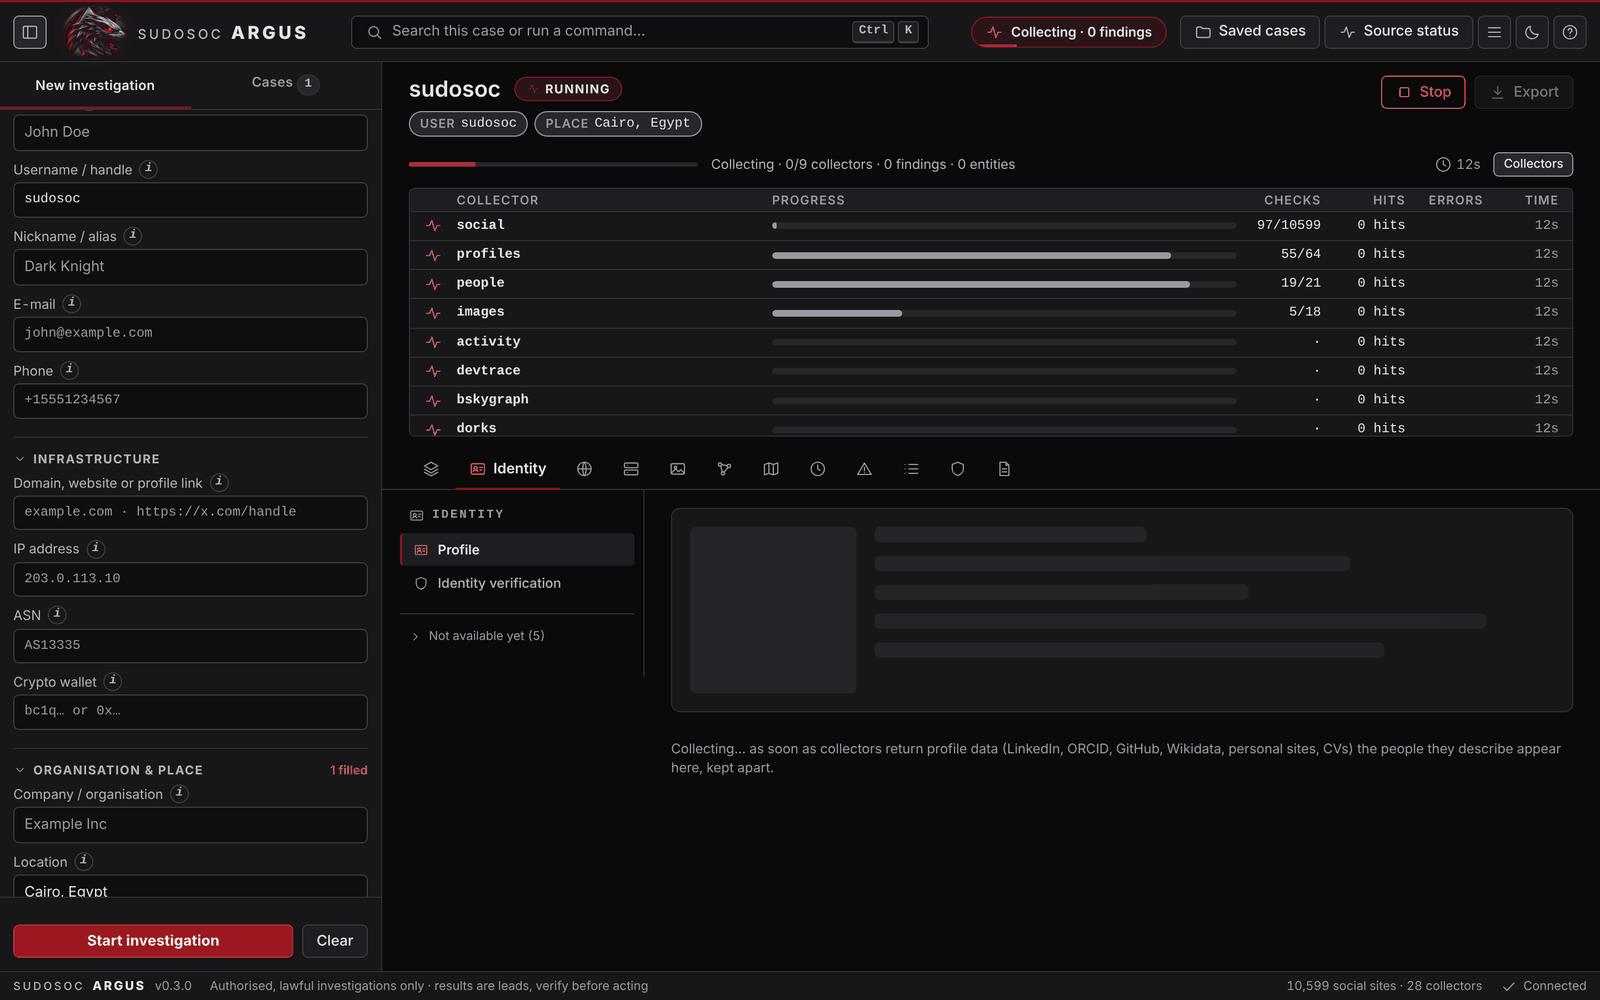 SUDOSOC ARGUS
Search this case or run a command...
Ctrl K
Collecting · 0 findings
Saved cases
Source status
New investigation
Cases 1
John Doe
Username / handle i
sudosoc
Nickname / alias i
Dark Knight
E-mail i
john@example.com
Phone i
+15551234567
INFRASTRUCTURE
Domain, website or profile link i
example.com · https://x.com/handle
IP address i
203.0.113.10
ASN i
AS13335
Crypto wallet i
bc1q… or 0x…
ORGANISATION & PLACE 1 filled
Company / organisation i
Example Inc
Location i
Cairo, Egypt
Start investigation
Clear
sudosoc RUNNING
Stop
Export
USER sudosoc PLACE Cairo, Egypt
Collecting · 0/9 collectors · 0 findings · 0 entities
12s
Collectors
COLLECTOR PROGRESS CHECKS HITS ERRORS TIME
social 97/10599 0 hits 12s
profiles 55/64 0 hits 12s
people 19/21 0 hits 12s
images 5/18 0 hits 12s
activity · 0 hits 12s
devtrace · 0 hits 12s
bskygraph · 0 hits 12s
dorks · 0 hits 12s
Identity
IDENTITY
Profile
Identity verification
Not available yet (5)
Collecting... as soon as collectors return profile data (LinkedIn, ORCID, GitHub, Wikidata, personal sites, CVs) the people they describe appear
here, kept apart.
SUDOSOC ARGUS v0.3.0 Authorised, lawful investigations only · results are leads, verify before acting
10,599 social sites · 28 collectors
Connected